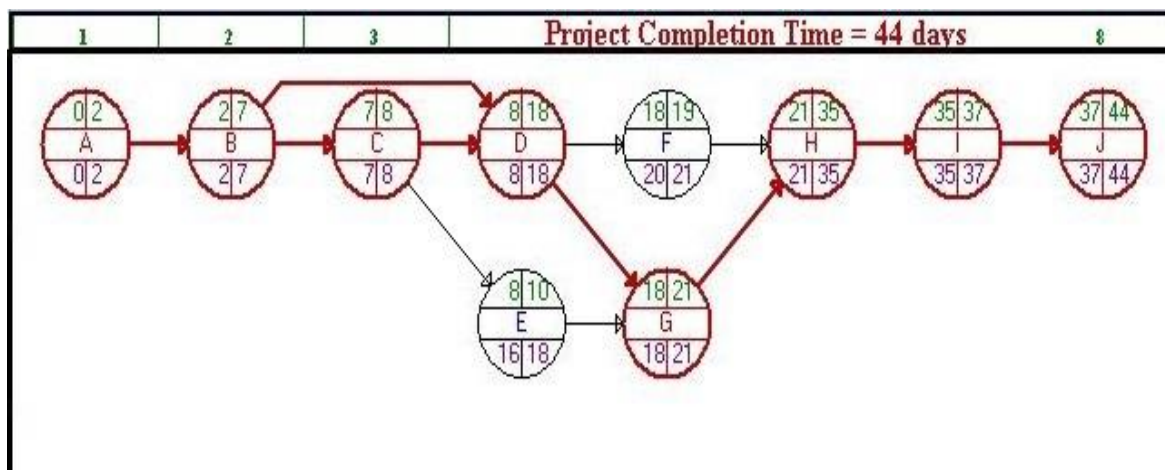 1 2 3 Project Completion Time = 44 days 8
0 2 2 7 7 8 8 18 18 19 21 35 35 37 37 44
A B C D F H I J
0 2 2 7 7 8 8 18 20 21 21 35 35 37 37 44
8 10 18 21
E G
16 18 18 21